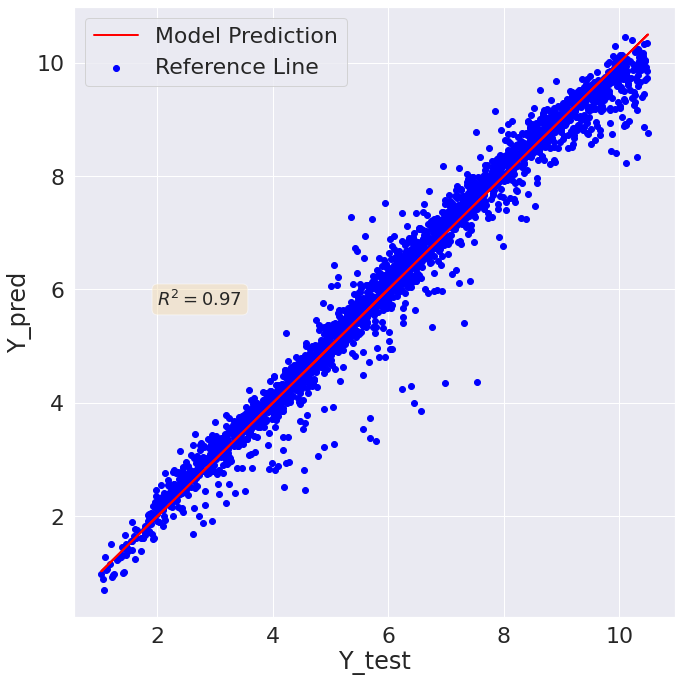 Model Prediction
Reference Line
10
8
6
4
2
R² = 0.97
Y_pred
2 4 6 8 10
Y_test